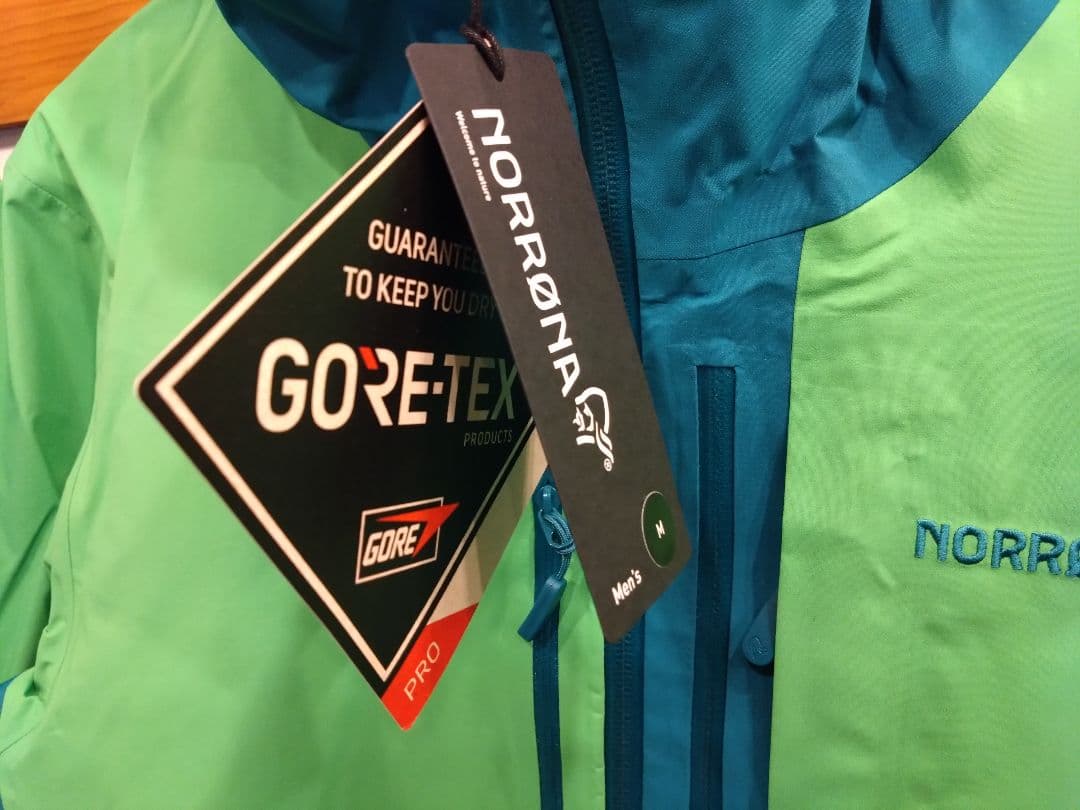 GUARANTEED
TO KEEP YOU DRY
GORE-TEX
PRODUCTS
GORE
PRO
NORRØNA
®
Welcome to nature
M
Men's
NORRØ